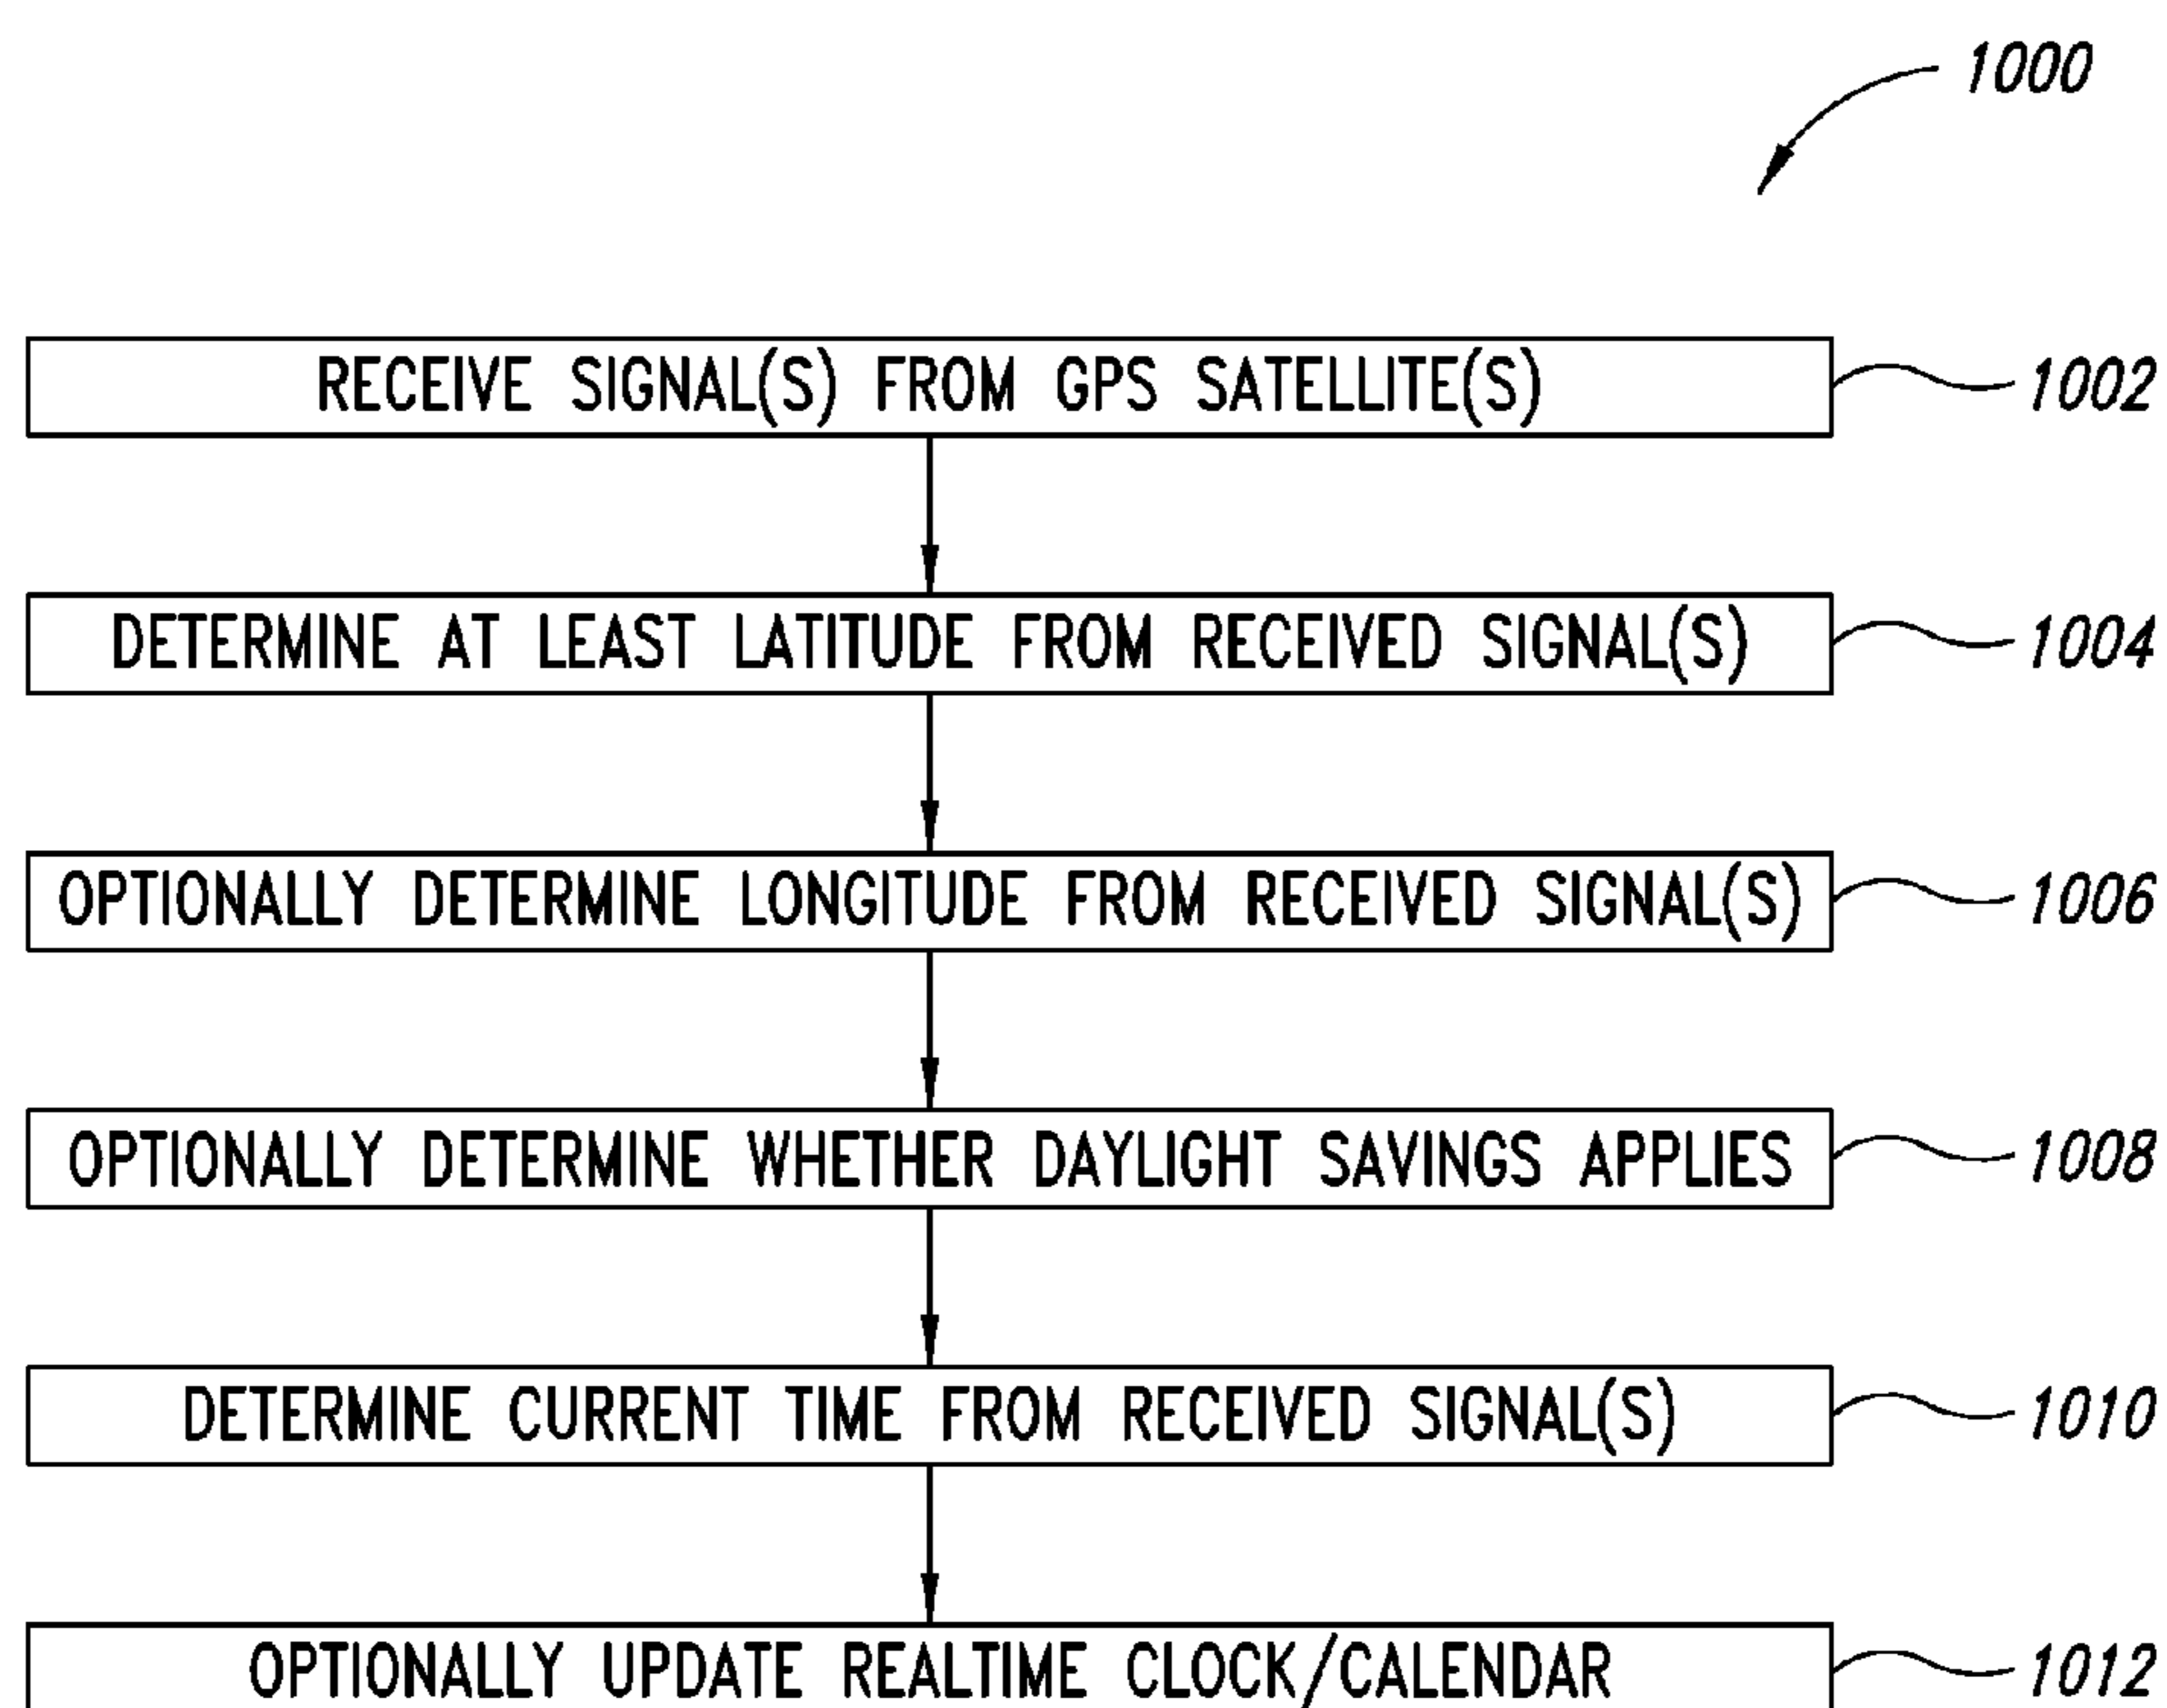 1000
RECEIVE SIGNAL(S) FROM GPS SATELLITE(S)
1002
DETERMINE AT LEAST LATITUDE FROM RECEIVED SIGNAL(S)
1004
OPTIONALLY DETERMINE LONGITUDE FROM RECEIVED SIGNAL(S)
1006
OPTIONALLY DETERMINE WHETHER DAYLIGHT SAVINGS APPLIES
1008
DETERMINE CURRENT TIME FROM RECEIVED SIGNAL(S)
1010
OPTIONALLY UPDATE REALTIME CLOCK/CALENDAR
1012